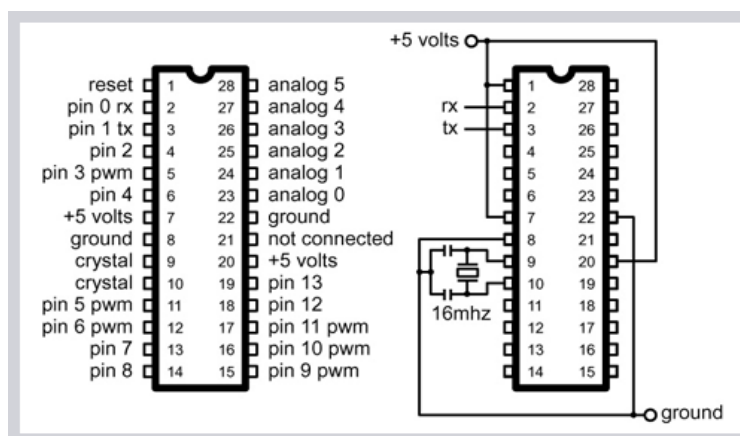 +5 volts
reset 1 28 analog 5
pin 0 rx 2 27 analog 4
pin 1 tx 3 26 analog 3
pin 2 4 25 analog 2
pin 3 pwm 5 24 analog 1
pin 4 6 23 analog 0
+5 volts 7 22 ground
ground 8 21 not connected
crystal 9 20 +5 volts
crystal 10 19 pin 13
pin 5 pwm 11 18 pin 12
pin 6 pwm 12 17 pin 11 pwm
pin 7 13 16 pin 10 pwm
pin 8 14 15 pin 9 pwm
1 28
rx 2 27
tx 3 26
4 25
5 24
6 23
7 22
8 21
9 20
10 19
16mhz 11 18
12 17
13 16
14 15
ground